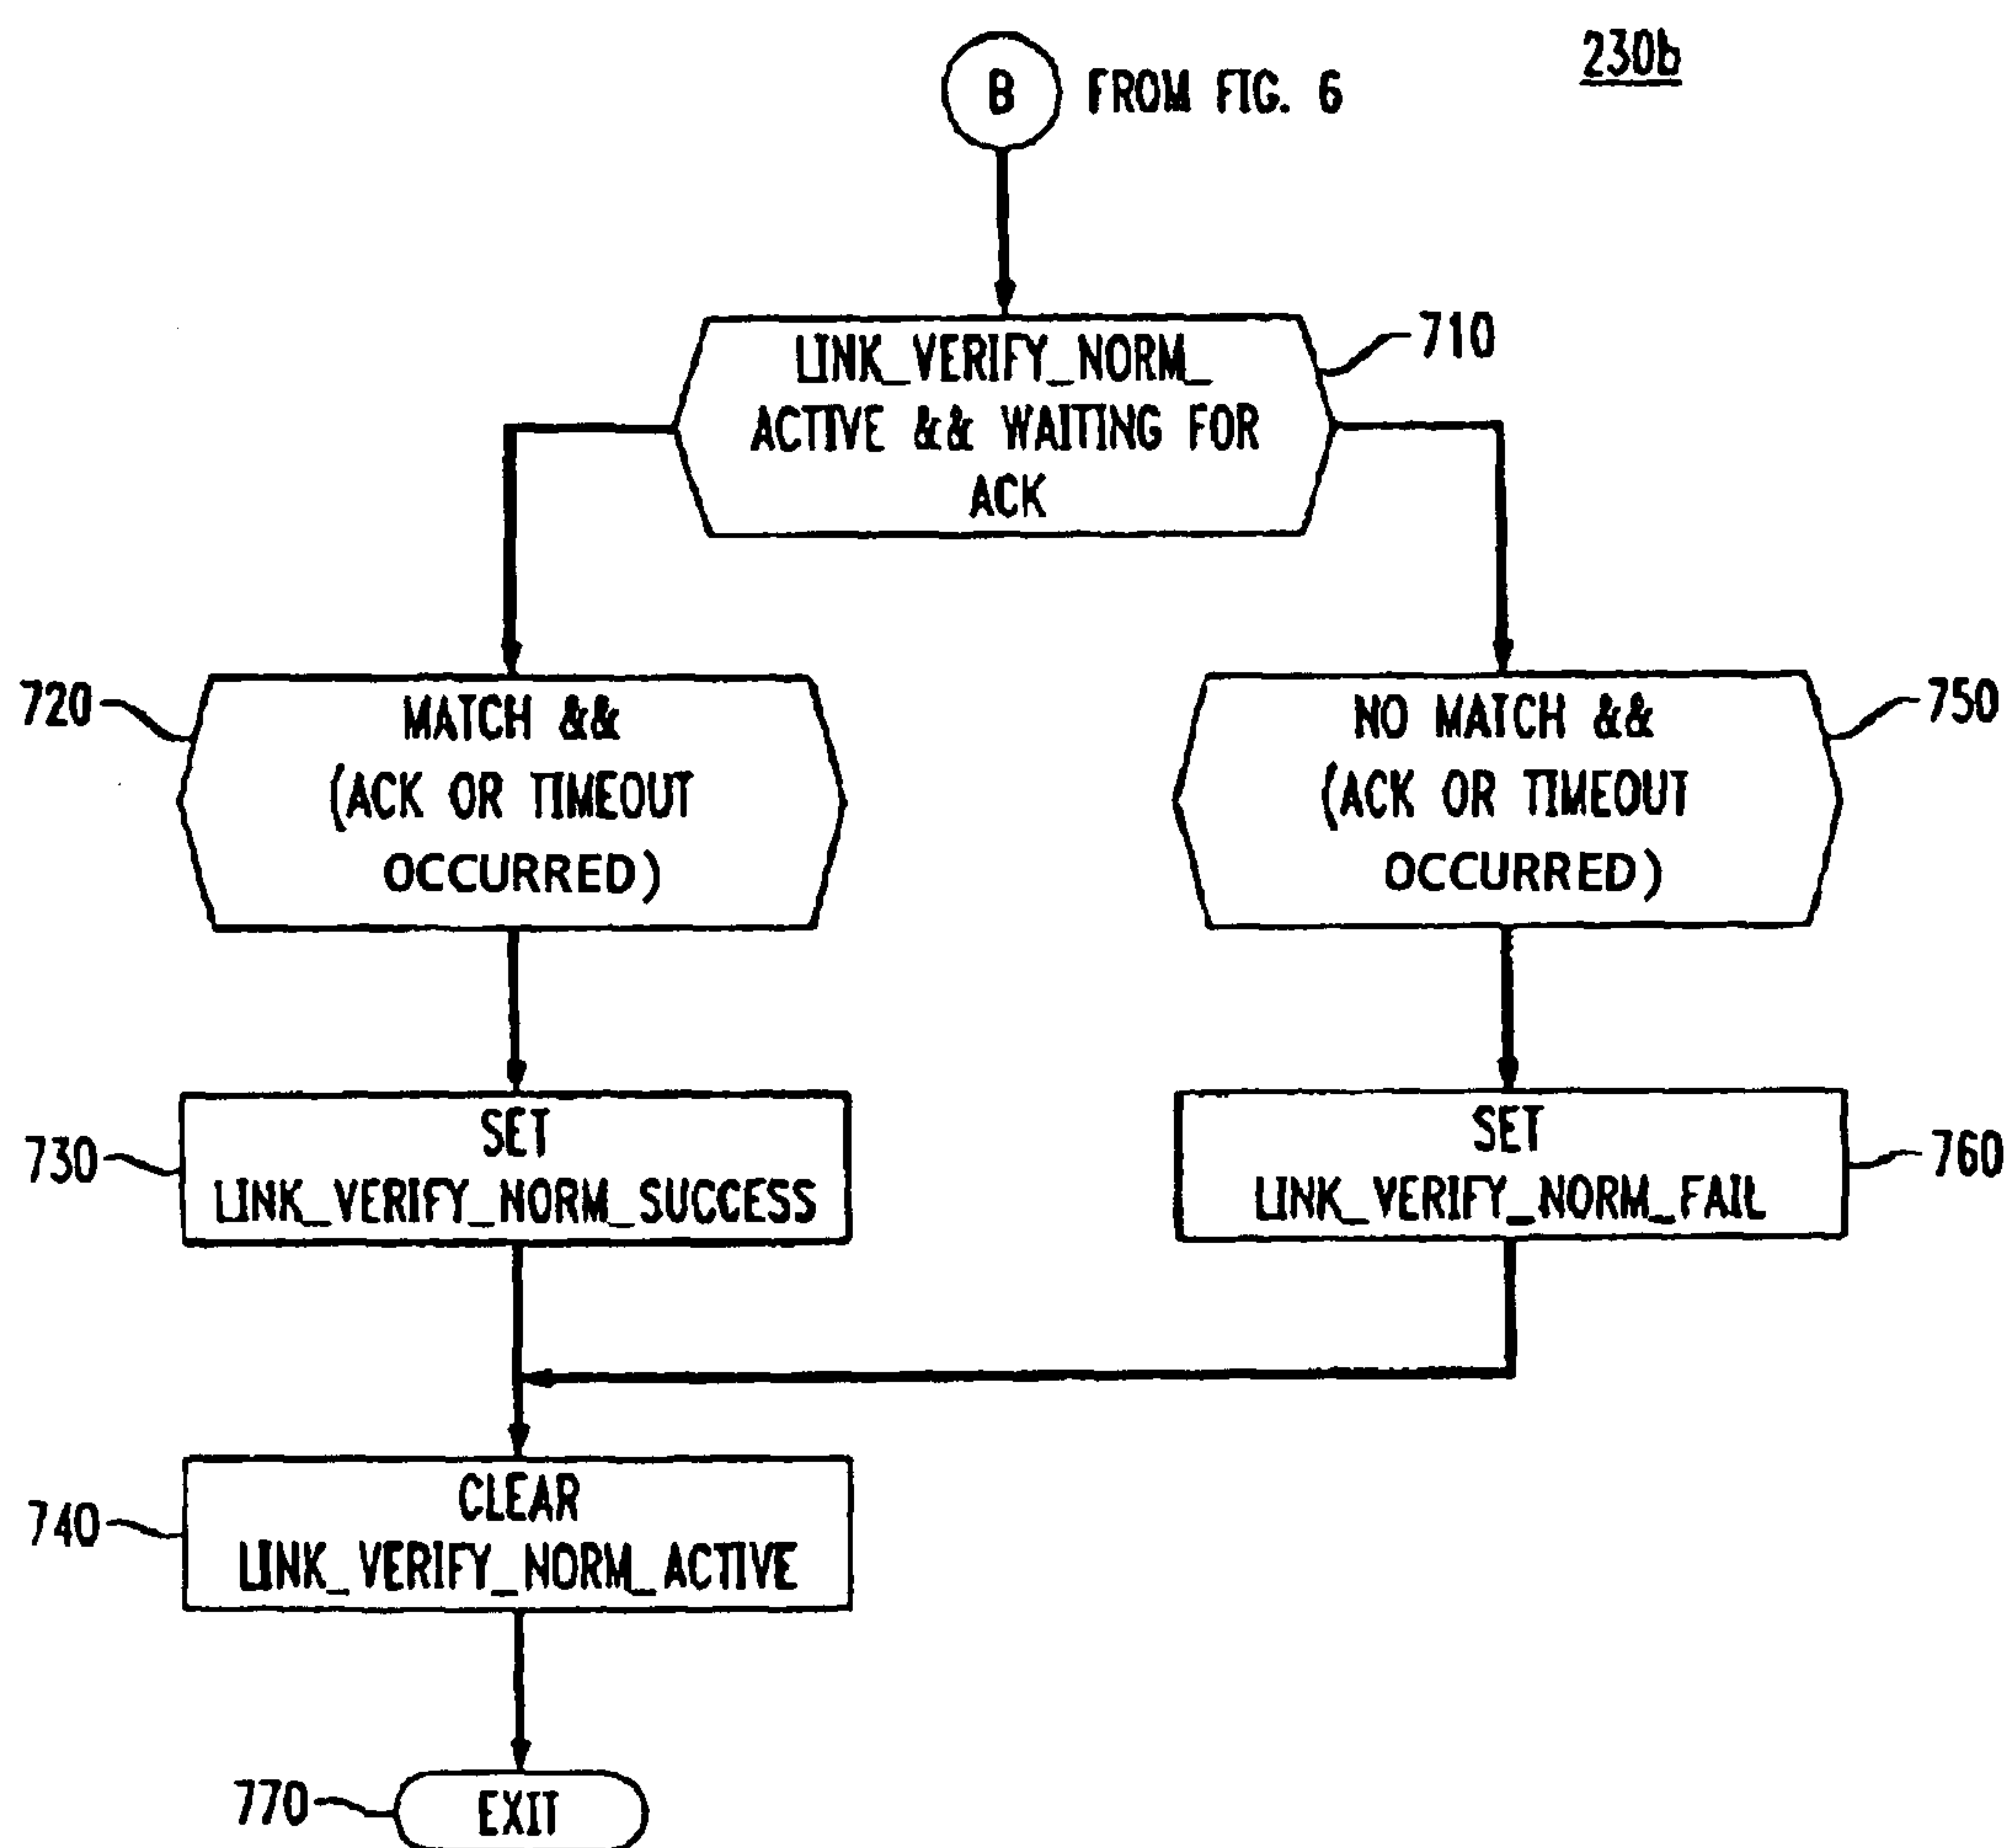 230b
B FROM FIG. 6
LINK_VERIFY_NORM_
ACTIVE && WAITING FOR
ACK
710
720
MATCH &&
(ACK OR TIMEOUT
OCCURRED)
NO MATCH &&
(ACK OR TIMEOUT
OCCURRED)
750
730
SET
LINK_VERIFY_NORM_SUCCESS
SET
LINK_VERIFY_NORM_FAIL
760
740
CLEAR
LINK_VERIFY_NORM_ACTIVE
770
EXIT